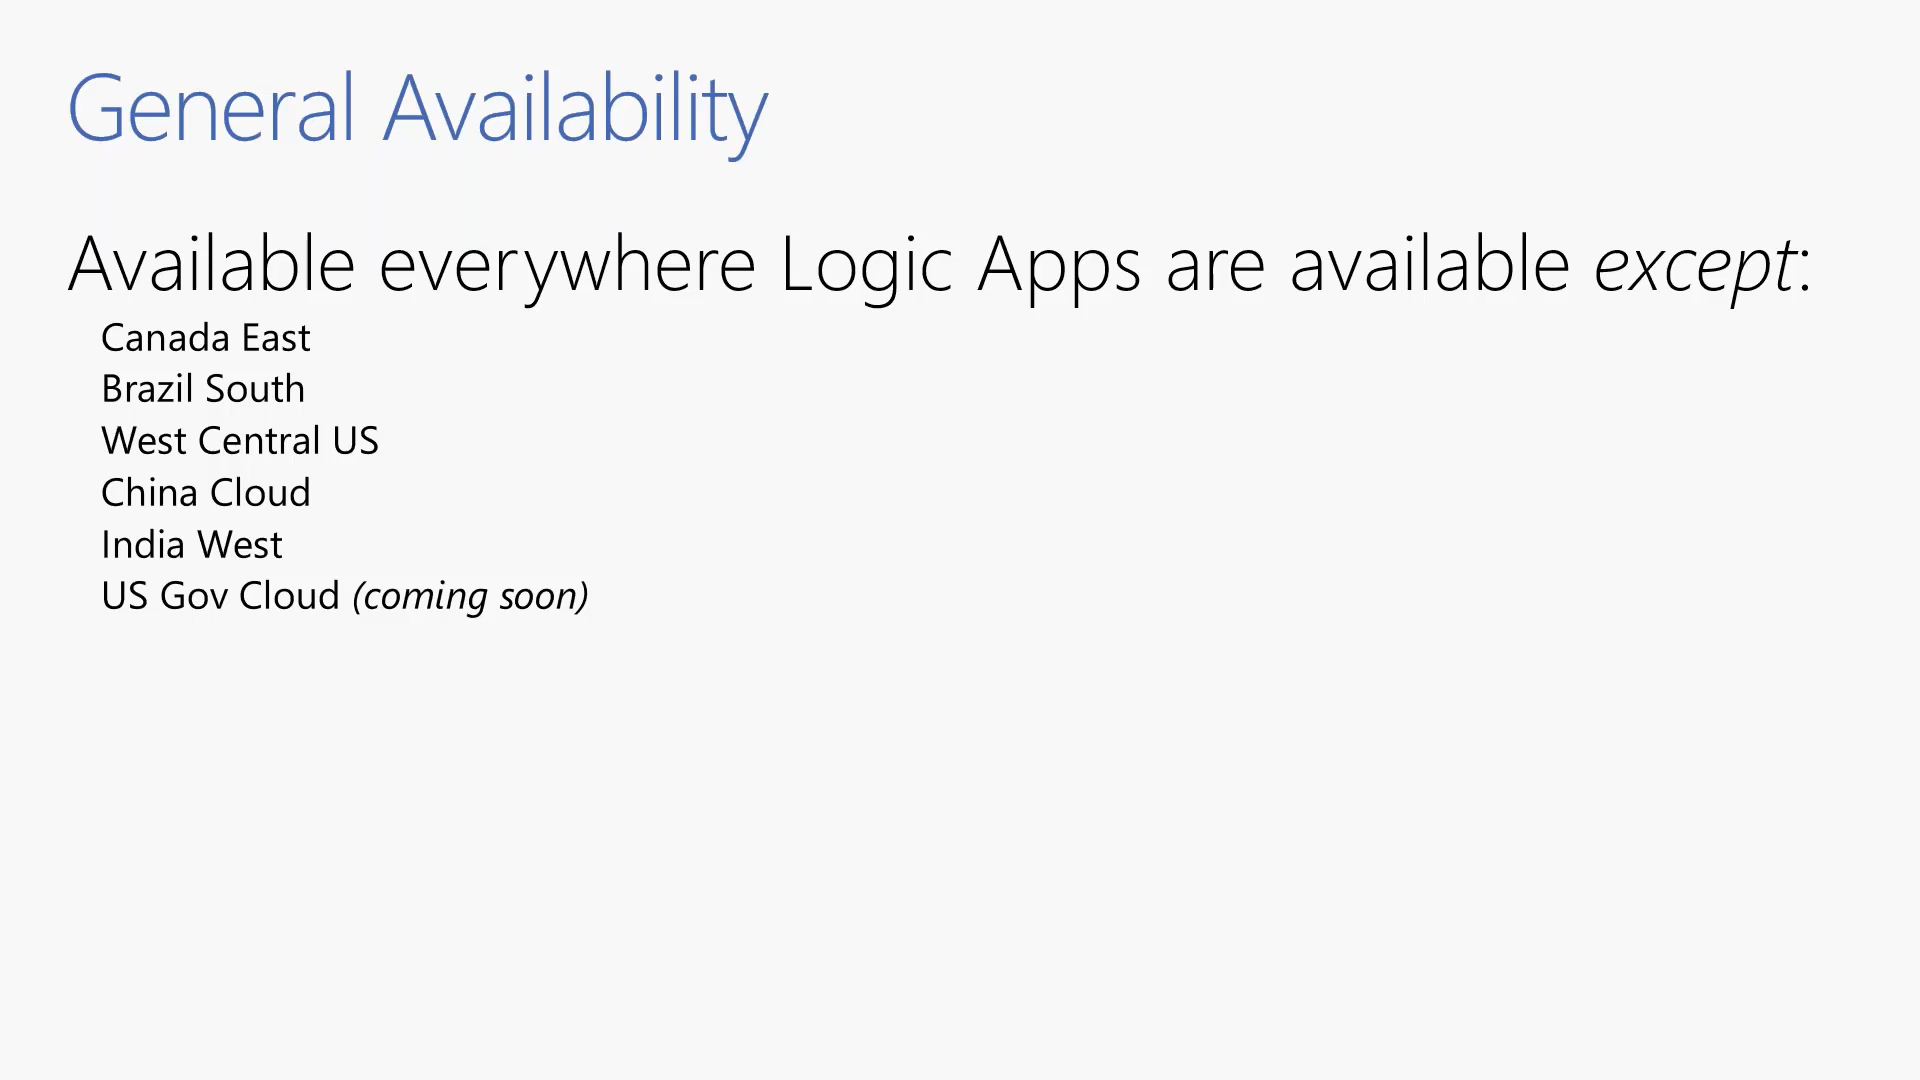 General Availability
Available everywhere Logic Apps are available except:
Canada East
Brazil South
West Central US
China Cloud
India West
US Gov Cloud (coming soon)